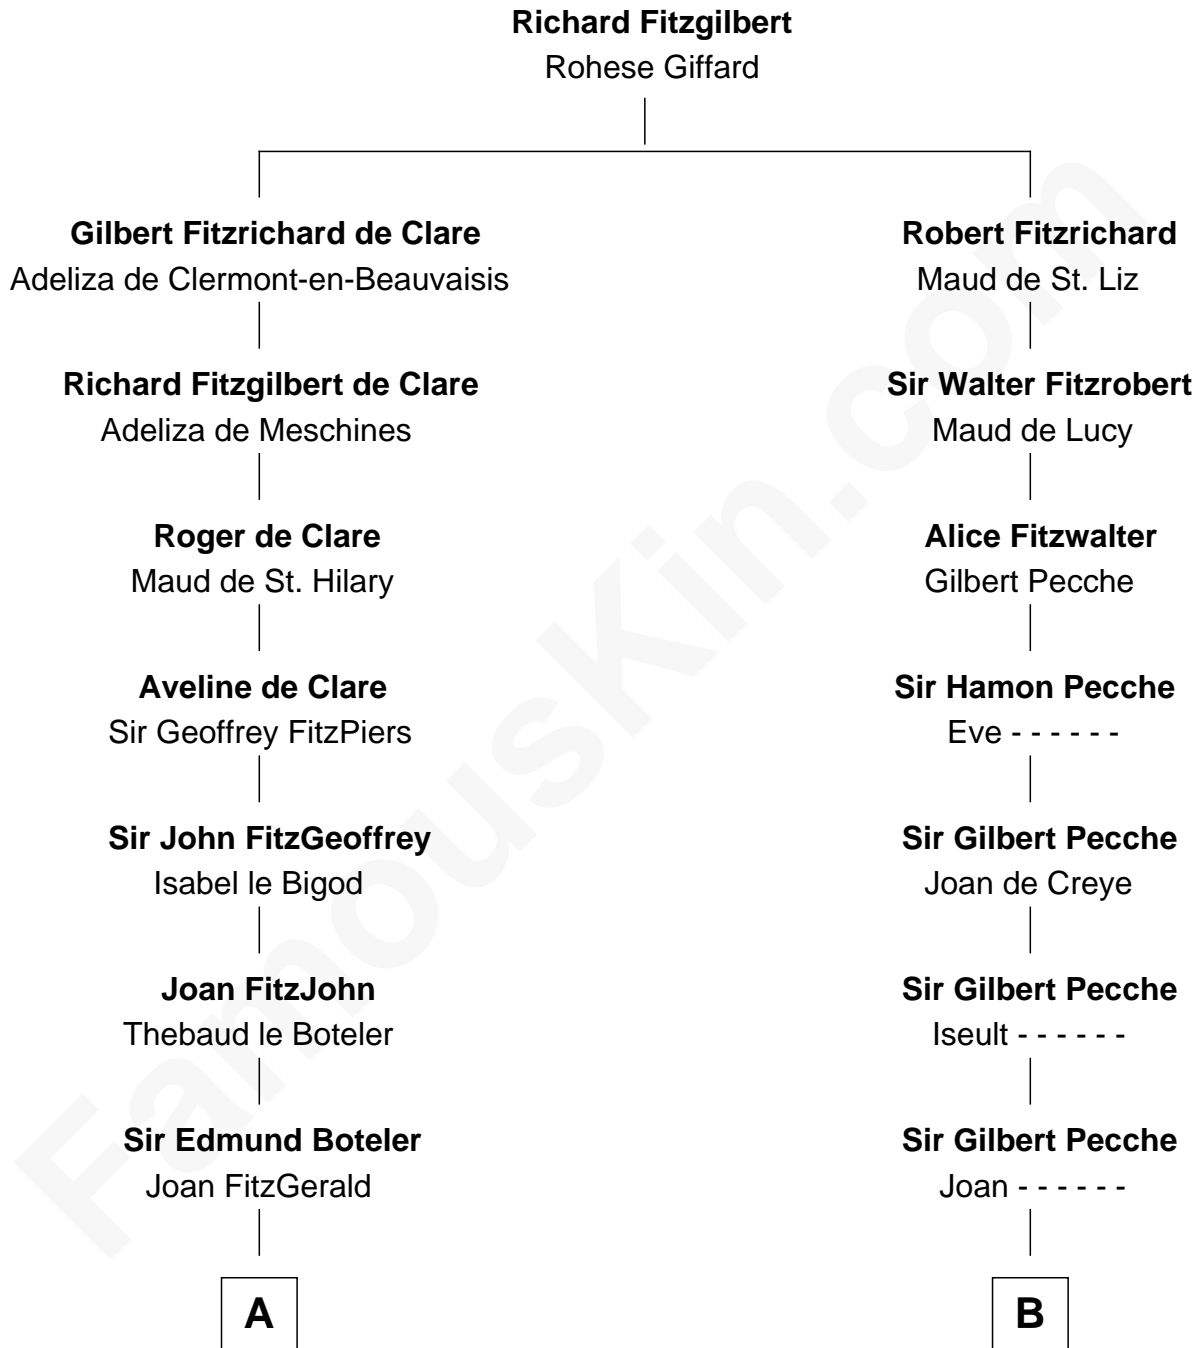 Richard Fitzgilbert
Rohese Giffard
Gilbert Fitzrichard de Clare
Adeliza de Clermont-en-Beauvaisis
Robert Fitzrichard
Maud de St. Liz
Richard Fitzgilbert de Clare
Adeliza de Meschines
Sir Walter Fitzrobert
Maud de Lucy
Roger de Clare
Maud de St. Hilary
Alice Fitzwalter
Gilbert Pecche
Aveline de Clare
Sir Geoffrey FitzPiers
Sir Hamon Pecche
Eve - - - - - -
Sir John FitzGeoffrey
Isabel le Bigod
Sir Gilbert Pecche
Joan de Creye
Joan FitzJohn
Thebaud le Boteler
Sir Gilbert Pecche
Iseult - - - - - -
Sir Edmund Boteler
Joan FitzGerald
Sir Gilbert Pecche
Joan - - - - - -
A
B
FamousKin.com